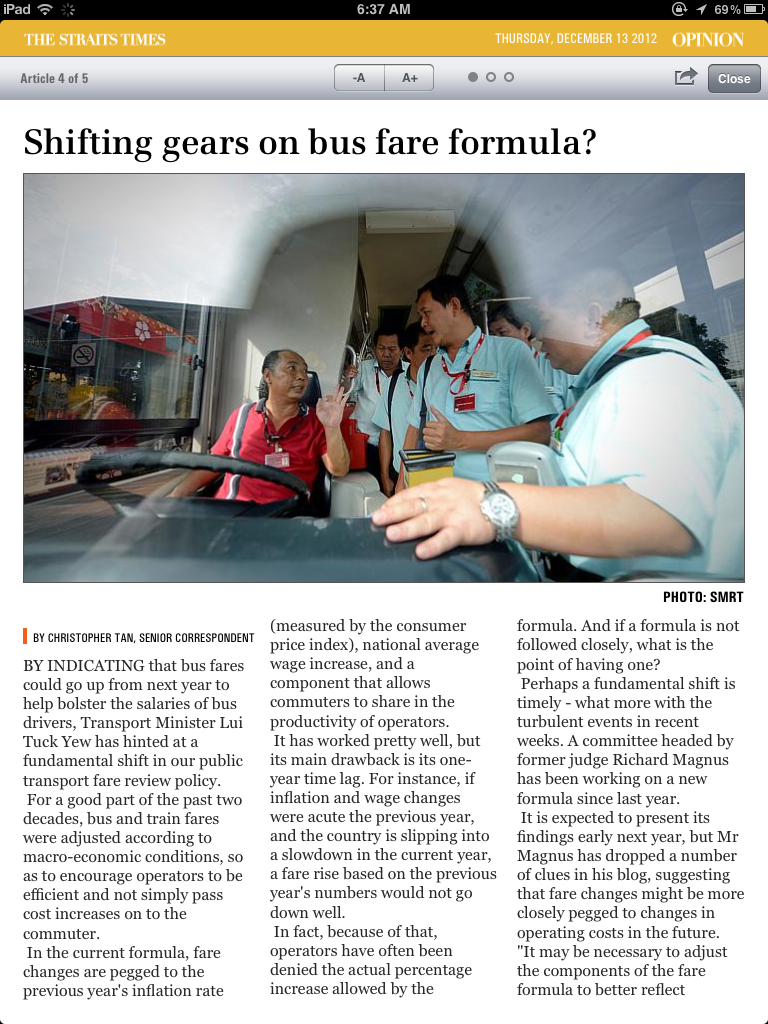 iPad
6:37 AM
69%
THE STRAITS TIMES
THURSDAY, DECEMBER 13 2012 OPINION
Article 4 of 5
-A
A+
Close
Shifting gears on bus fare formula?
PHOTO: SMRT
BY CHRISTOPHER TAN, SENIOR CORRESPONDENT
BY INDICATING that bus fares
could go up from next year to
help bolster the salaries of bus
drivers, Transport Minister Lui
Tuck Yew has hinted at a
fundamental shift in our public
transport fare review policy.
For a good part of the past two
decades, bus and train fares
were adjusted according to
macro-economic conditions, so
as to encourage operators to be
efficient and not simply pass
cost increases on to the
commuter.
In the current formula, fare
changes are pegged to the
previous year's inflation rate
(measured by the consumer
price index), national average
wage increase, and a
component that allows
commuters to share in the
productivity of operators.
It has worked pretty well, but
its main drawback is its one-
year time lag. For instance, if
inflation and wage changes
were acute the previous year,
and the country is slipping into
a slowdown in the current year,
a fare rise based on the previous
year's numbers would not go
down well.
In fact, because of that,
operators have often been
denied the actual percentage
increase allowed by the
formula. And if a formula is not
followed closely, what is the
point of having one?
Perhaps a fundamental shift is
timely - what more with the
turbulent events in recent
weeks. A committee headed by
former judge Richard Magnus
has been working on a new
formula since last year.
It is expected to present its
findings early next year, but Mr
Magnus has dropped a number
of clues in his blog, suggesting
that fare changes might be more
closely pegged to changes in
operating costs in the future.
"It may be necessary to adjust
the components of the fare
formula to better reflect